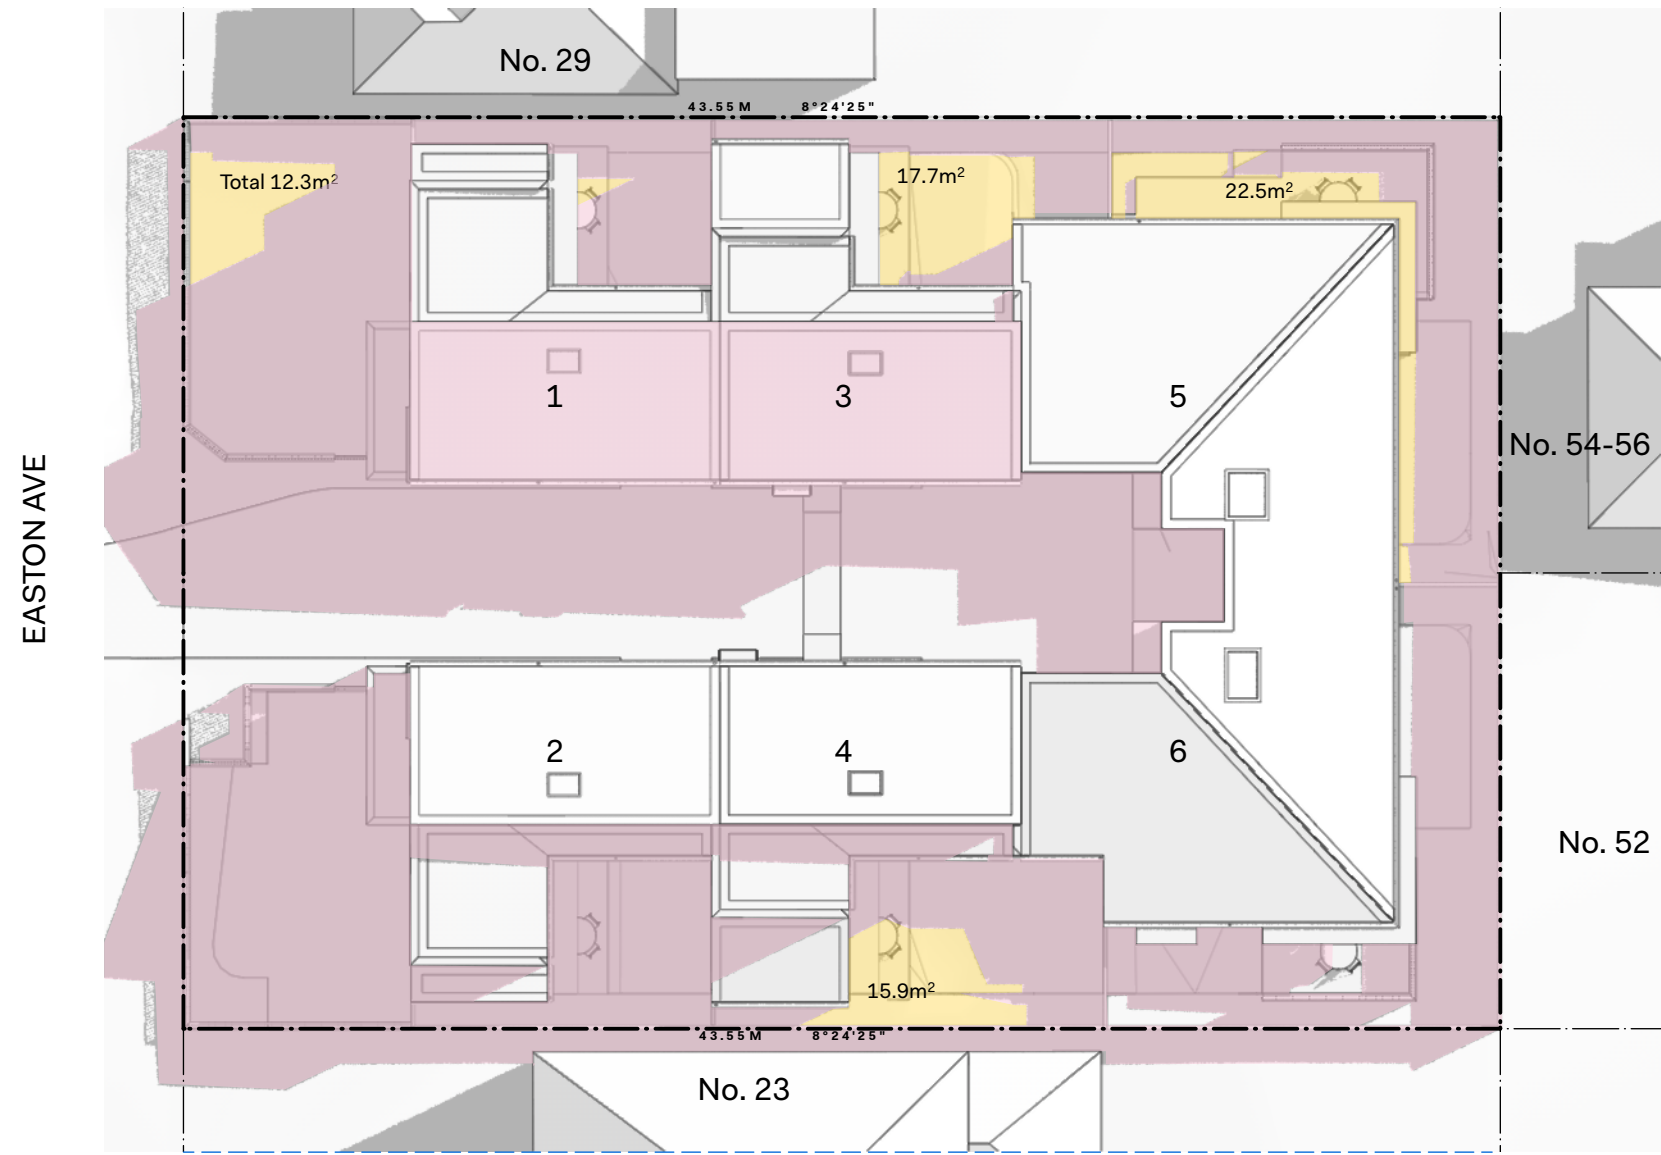 No. 29
43.55 M 8°24'25"
Total 12.3m²
17.7m²
22.5m²
1
3
5
No. 54-56
EASTON AVE
2
4
6
No. 52
15.9m²
43.55 M 8°24'25"
No. 23